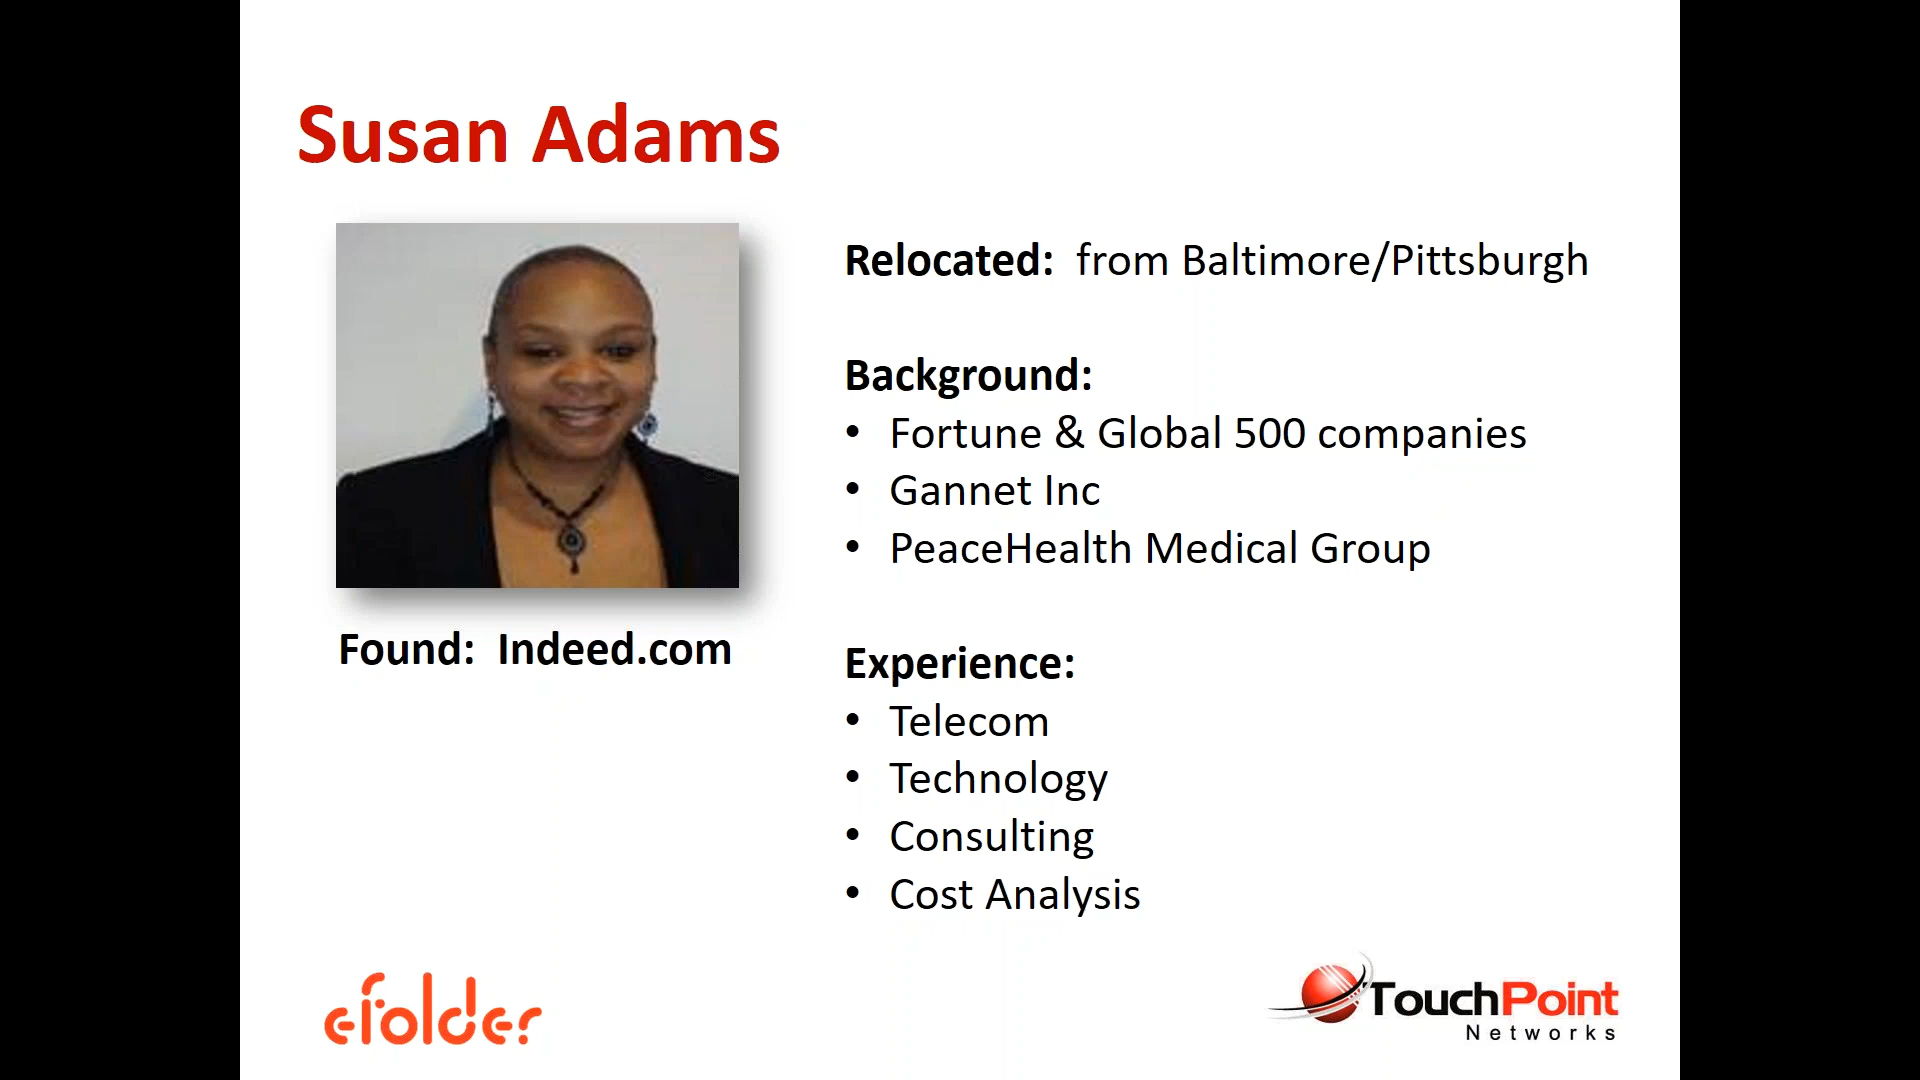 Susan Adams
Relocated: from Baltimore/Pittsburgh
Background:
• Fortune & Global 500 companies
• Gannet Inc
• PeaceHealth Medical Group
Found: Indeed.com
Experience:
• Telecom
• Technology
• Consulting
• Cost Analysis
efolder
TouchPoint
Networks